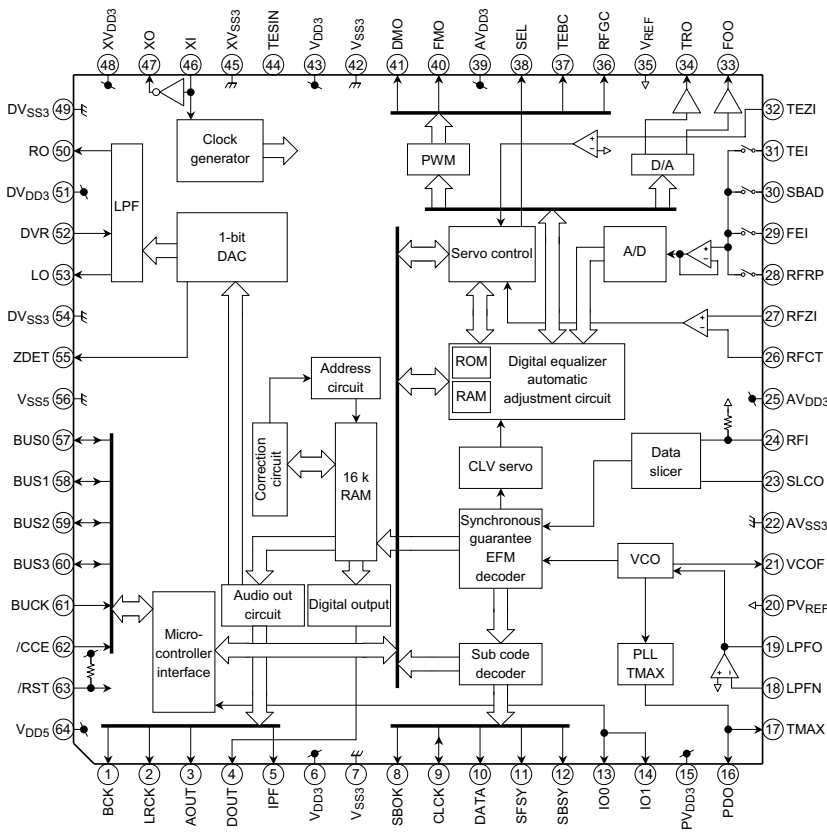 XVDD3
XO
XI
XVSS3
TESIN
VDD3
VSS3
DMO
FMO
AVDD3
SEL
TEBC
RFGC
VREF
TRO
FOO
48
47
46
45
44
43
42
41
40
39
38
37
36
35
34
33
DVSS3 49
RO 50
DVDD3 51
DVR 52
LO 53
DVSS3 54
ZDET 55
VSS5 56
BUS0 57
BUS1 58
BUS2 59
BUS3 60
BUCK 61
/CCE 62
/RST 63
VDD5 64
Clock
generator
LPF
1-bit
DAC
PWM
D/A
Servo control
A/D
ROM
RAM
Digital equalizer
automatic
adjustment circuit
Address
circuit
Correction
circuit
16 k
RAM
CLV servo
Data
slicer
Synchronous
guarantee
EFM
decoder
VCO
Audio out
circuit
Digital output
Micro-
controller
interface
Sub code
decoder
PLL
TMAX
+
-
+
-
+
-
+
-
32 TEZI
31 TEI
30 SBAD
29 FEI
28 RFRP
27 RFZI
26 RFCT
25 AVDD3
24 RFI
23 SLCO
22 AVSS3
21 VCOF
20 PVREF
19 LPFO
18 LPFN
17 TMAX
1
2
3
4
5
6
7
8
9
10
11
12
13
14
15
16
BCK
LRCK
AOUT
DOUT
IPF
VDD3
VSS3
SBOK
CLCK
DATA
SFSY
SBSY
IO0
IO1
PVDD3
PDO